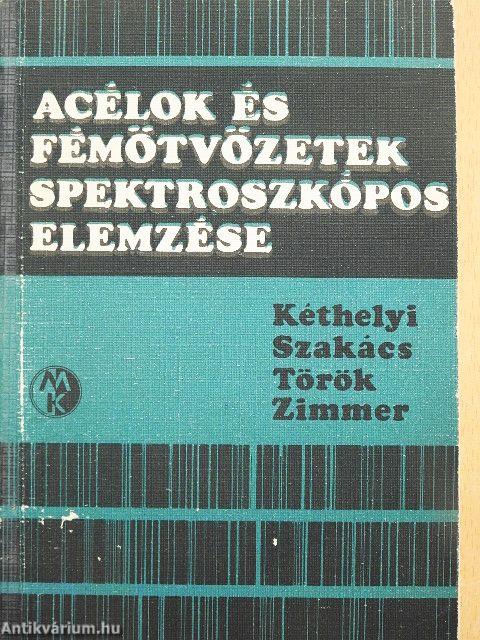 ACÉLOK ÉS
FÉMÖTVÖZETEK
SPEKTROSZKÓPOS
ELEMZÉSE
Kéthelyi
Szakács
Török
Zimmer
MK
Antikvárium.hu